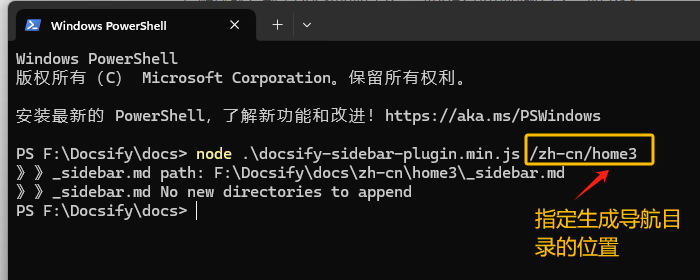 Windows PowerShell
Windows PowerShell
版权所有（C） Microsoft Corporation。保留所有权利。
安装最新的 PowerShell，了解新功能和改进！https://aka.ms/PSWindows
PS F:\Docsify\docs> node .\docsify-sidebar-plugin.min.js /zh-cn/home3
》》_sidebar.md path: F:\Docsify\docs\zh-cn\home3\_sidebar.md
》》_sidebar.md No new directories to append
PS F:\Docsify\docs>
指定生成导航目
录的位置